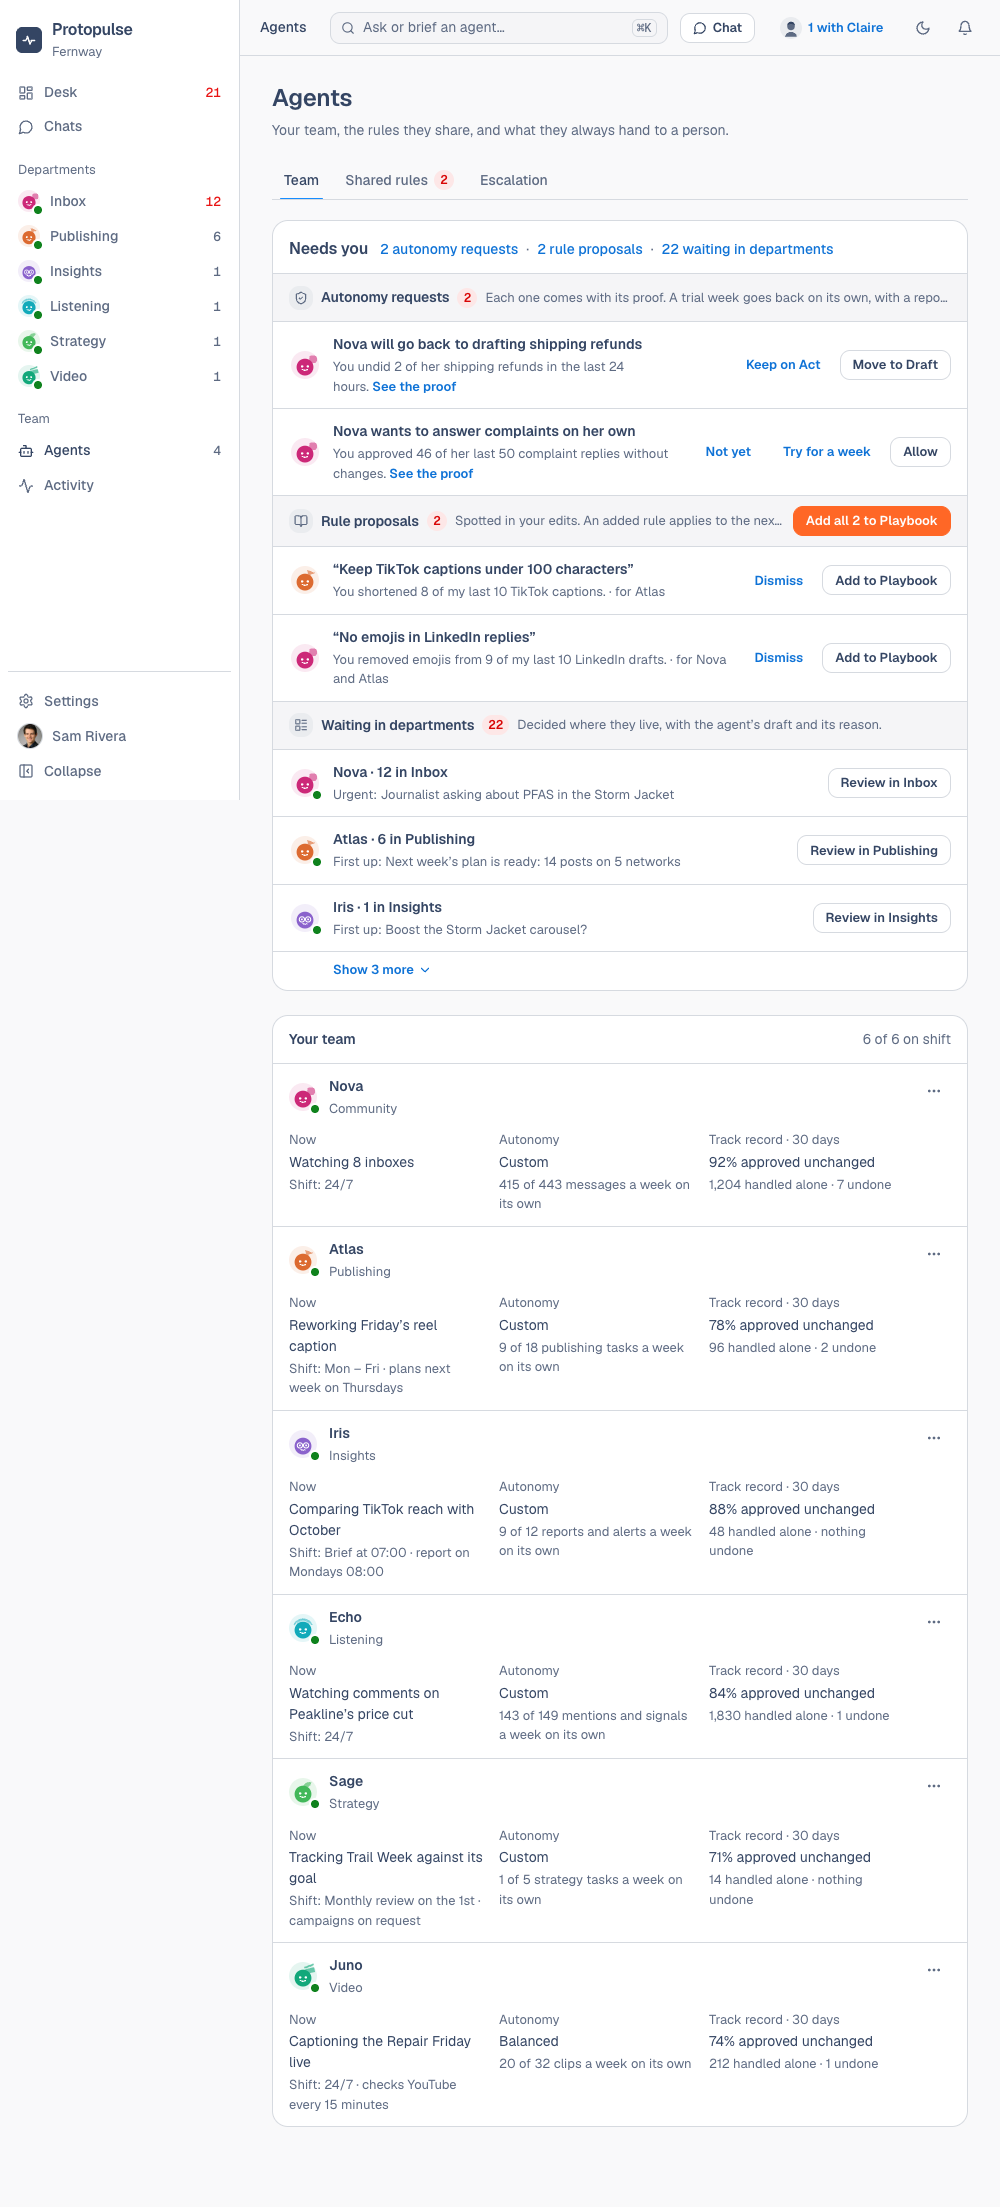 Protopulse
Fernway
Desk 21
Chats
Departments
Inbox 12
Publishing 6
Insights 1
Listening 1
Strategy 1
Video 1
Team
Agents 4
Activity
Settings
Sam Rivera
Collapse
Agents
Ask or brief an agent… ⌘K
Chat
1 with Claire
Agents
Your team, the rules they share, and what they always hand to a person.
Team
Shared rules 2
Escalation
Needs you 2 autonomy requests · 2 rule proposals · 22 waiting in departments
Autonomy requests 2 Each one comes with its proof. A trial week goes back on its own, with a repo…
Nova will go back to drafting shipping refunds
You undid 2 of her shipping refunds in the last 24
hours. See the proof
Keep on Act
Move to Draft
Nova wants to answer complaints on her own
You approved 46 of her last 50 complaint replies without
changes. See the proof
Not yet
Try for a week
Allow
Rule proposals 2 Spotted in your edits. An added rule applies to the nex…
Add all 2 to Playbook
“Keep TikTok captions under 100 characters”
You shortened 8 of my last 10 TikTok captions. · for Atlas
Dismiss
Add to Playbook
“No emojis in LinkedIn replies”
You removed emojis from 9 of my last 10 LinkedIn drafts. · for Nova
and Atlas
Dismiss
Add to Playbook
Waiting in departments 22 Decided where they live, with the agent’s draft and its reason.
Nova · 12 in Inbox
Urgent: Journalist asking about PFAS in the Storm Jacket
Review in Inbox
Atlas · 6 in Publishing
First up: Next week’s plan is ready: 14 posts on 5 networks
Review in Publishing
Iris · 1 in Insights
First up: Boost the Storm Jacket carousel?
Review in Insights
Show 3 more
Your team
6 of 6 on shift
Nova
Community
Now
Watching 8 inboxes
Shift: 24/7
Autonomy
Custom
415 of 443 messages a week on
its own
Track record · 30 days
92% approved unchanged
1,204 handled alone · 7 undone
Atlas
Publishing
Now
Reworking Friday’s reel
caption
Shift: Mon – Fri · plans next
week on Thursdays
Autonomy
Custom
9 of 18 publishing tasks a week
on its own
Track record · 30 days
78% approved unchanged
96 handled alone · 2 undone
Iris
Insights
Now
Comparing TikTok reach with
October
Shift: Brief at 07:00 · report on
Mondays 08:00
Autonomy
Custom
9 of 12 reports and alerts a week
on its own
Track record · 30 days
88% approved unchanged
48 handled alone · nothing
undone
Echo
Listening
Now
Watching comments on
Peakline’s price cut
Shift: 24/7
Autonomy
Custom
143 of 149 mentions and signals
a week on its own
Track record · 30 days
84% approved unchanged
1,830 handled alone · 1 undone
Sage
Strategy
Now
Tracking Trail Week against its
goal
Shift: Monthly review on the 1st ·
campaigns on request
Autonomy
Custom
1 of 5 strategy tasks a week on
its own
Track record · 30 days
71% approved unchanged
14 handled alone · nothing
undone
Juno
Video
Now
Captioning the Repair Friday
live
Shift: 24/7 · checks YouTube
every 15 minutes
Autonomy
Balanced
20 of 32 clips a week on its own
Track record · 30 days
74% approved unchanged
212 handled alone · 1 undone